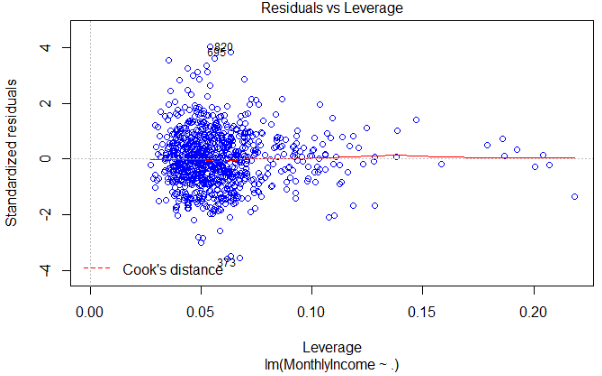 Residuals vs Leverage
Standardized residuals
4
2
0
-2
-4
820
695
373
Cook's distance
0.00 0.05 0.10 0.15 0.20
Leverage
lm(MonthlyIncome ~ .)